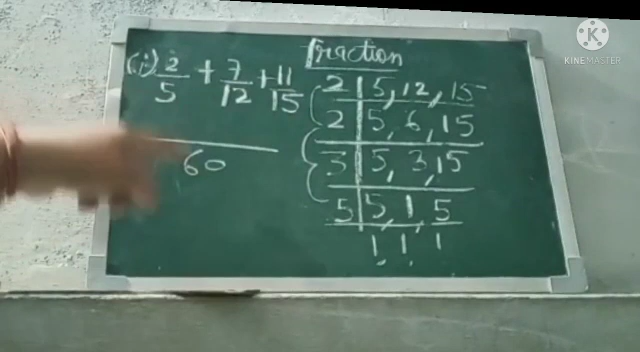 Fraction
(i) 2/5 + 7/12 + 11/15
60
2 | 5, 12, 15
2 | 5, 6, 15
3 | 5, 3, 15
5 | 5, 1, 5
1, 1, 1
KINEMASTER